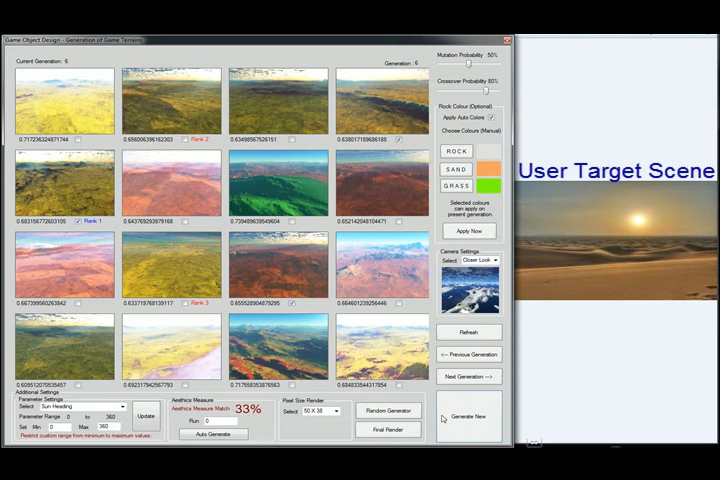 Game Object Design - Generation of Game Terrains
Current Generation: 6
Generation : 6
0.717236324871744
0.656006396162303
Rank 2
0.63498567526151
0.638017189686188
0.683156772603105
Rank 1
0.643769293979168
0.739489639549604
0.652142048104471
0.667399560263842
0.633719768139117
Rank 3
0.655528904879295
0.664601239256446
0.609512070535457
0.692317942567793
0.717558353876563
0.684833544317854
Mutation Probability 50%
Crossover Probability 80%
Rock Colour (Optional)
Apply Auto Colors
Choose Colours (Manual)
ROCK
SAND
GRASS
Selected colours
can apply on
present generation.
Apply Now
Camera Settings
Select Closer Look
Refresh
<-- Previous Generation
Next Generation -->
Generate New
Additional Settings
Parameter Settings
Select Sun Heading
Parameter Range 0 to 360
Set Min 0 Max 360
Restrict custom range from minimum to maximum values.
Update
Aesthics Measure
Aesthics Measure Match 33%
Run 0
Auto Generate
Pixel Size Render
Select 50 X 38
Random Generator
Final Render
User Target Scene